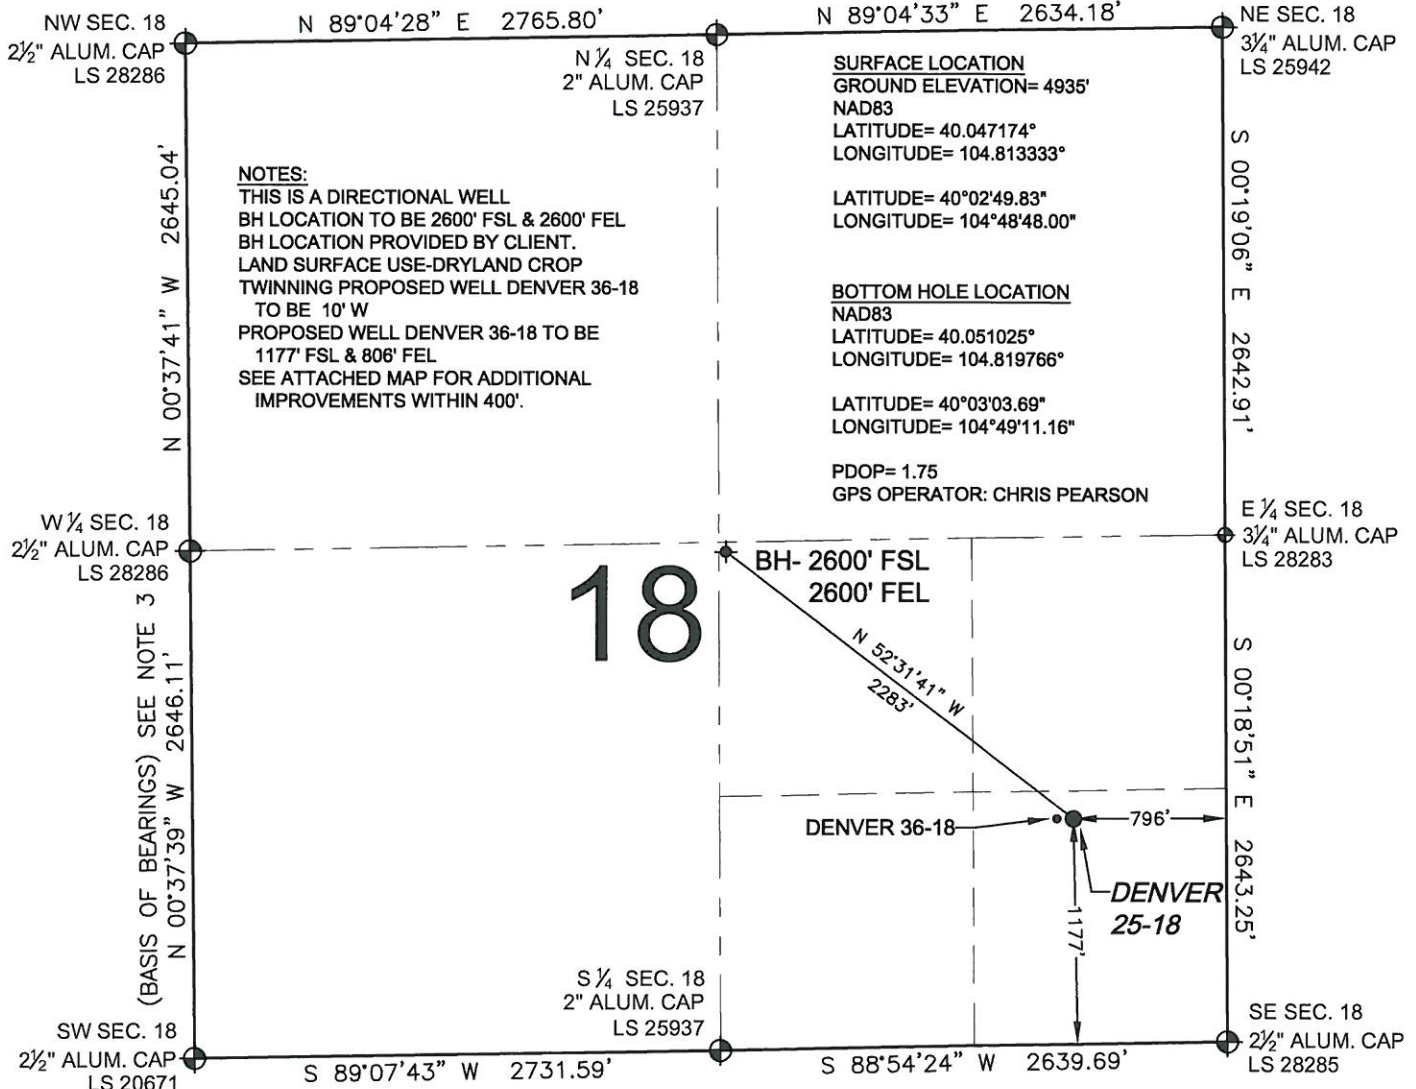 N 89°04'28" E 2765.80'
N 89°04'33" E 2634.18'
NW SEC. 18
2½" ALUM. CAP
LS 28286
N ¼ SEC. 18
2" ALUM. CAP
LS 25937
NE SEC. 18
3¼" ALUM. CAP
LS 25942
SURFACE LOCATION
GROUND ELEVATION= 4935'
NAD83
LATITUDE= 40.047174°
LONGITUDE= 104.813333°
LATITUDE= 40°02'49.83"
LONGITUDE= 104°48'48.00"
NOTES:
THIS IS A DIRECTIONAL WELL
BH LOCATION TO BE 2600' FSL & 2600' FEL
BH LOCATION PROVIDED BY CLIENT.
LAND SURFACE USE-DRYLAND CROP
TWINNING PROPOSED WELL DENVER 36-18
TO BE 10' W
PROPOSED WELL DENVER 36-18 TO BE
1177' FSL & 806' FEL
SEE ATTACHED MAP FOR ADDITIONAL
IMPROVEMENTS WITHIN 400'.
BOTTOM HOLE LOCATION
NAD83
LATITUDE= 40.051025°
LONGITUDE= 104.819766°
LATITUDE= 40°03'03.69"
LONGITUDE= 104°49'11.16"
PDOP= 1.75
GPS OPERATOR: CHRIS PEARSON
N 00°37'41" W 2645.04'
S 00°19'06" E 2642.91'
W ¼ SEC. 18
2½" ALUM. CAP
LS 28286
E ¼ SEC. 18
3¼" ALUM. CAP
LS 28283
18
BH- 2600' FSL
2600' FEL
N 52°31'41" W
2283'
(BASIS OF BEARINGS) SEE NOTE 3
N 00°37'39" W 2646.11'
S 00°18'51" E 2643.25'
DENVER 36-18
796'
DENVER
25-18
1177'
S ¼ SEC. 18
2" ALUM. CAP
LS 25937
SW SEC. 18
2½" ALUM. CAP
LS 20671
SE SEC. 18
2½" ALUM. CAP
LS 28285
S 89°07'43" W 2731.59'
S 88°54'24" W 2639.69'